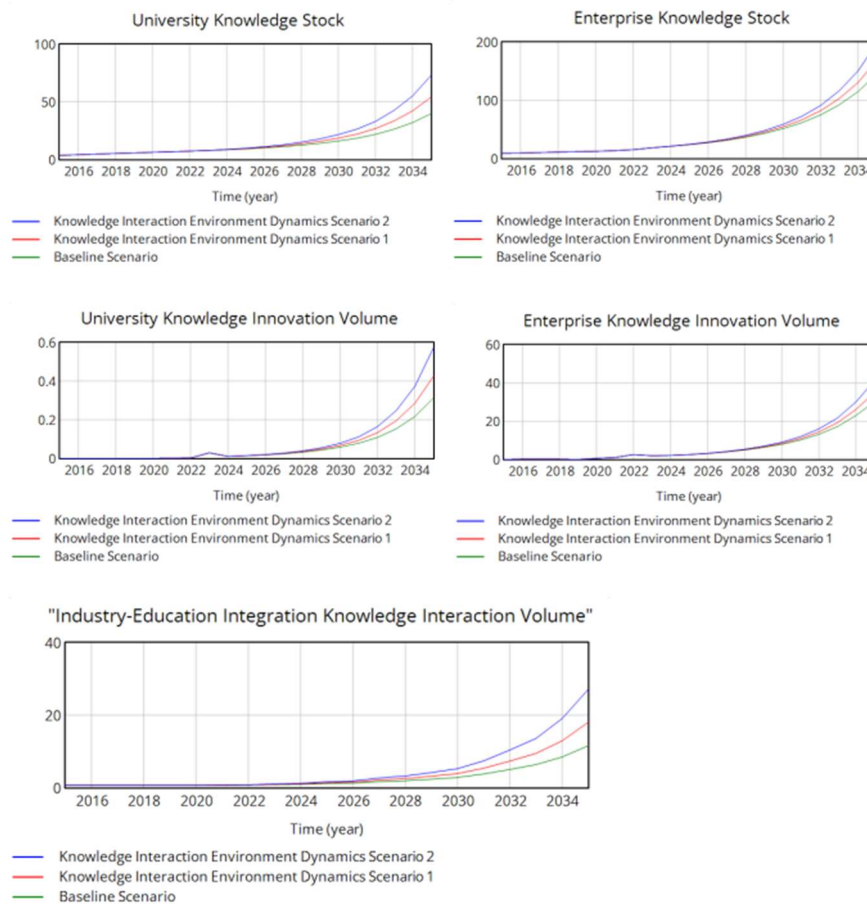 University Knowledge Stock
100
50
0
2016 2018 2020 2022 2024 2026 2028 2030 2032 2034
Time (year)
Knowledge Interaction Environment Dynamics Scenario 2
Knowledge Interaction Environment Dynamics Scenario 1
Baseline Scenario
Enterprise Knowledge Stock
200
100
0
2016 2018 2020 2022 2024 2026 2028 2030 2032 2034
Time (year)
Knowledge Interaction Environment Dynamics Scenario 2
Knowledge Interaction Environment Dynamics Scenario 1
Baseline Scenario
University Knowledge Innovation Volume
0.6
0.4
0.2
0
2016 2018 2020 2022 2024 2026 2028 2030 2032 2034
Time (year)
Knowledge Interaction Environment Dynamics Scenario 2
Knowledge Interaction Environment Dynamics Scenario 1
Baseline Scenario
Enterprise Knowledge Innovation Volume
60
40
20
0
2016 2018 2020 2022 2024 2026 2028 2030 2032 2034
Time (year)
Knowledge Interaction Environment Dynamics Scenario 2
Knowledge Interaction Environment Dynamics Scenario 1
Baseline Scenario
"Industry-Education Integration Knowledge Interaction Volume"
40
20
0
2016 2018 2020 2022 2024 2026 2028 2030 2032 2034
Time (year)
Knowledge Interaction Environment Dynamics Scenario 2
Knowledge Interaction Environment Dynamics Scenario 1
Baseline Scenario